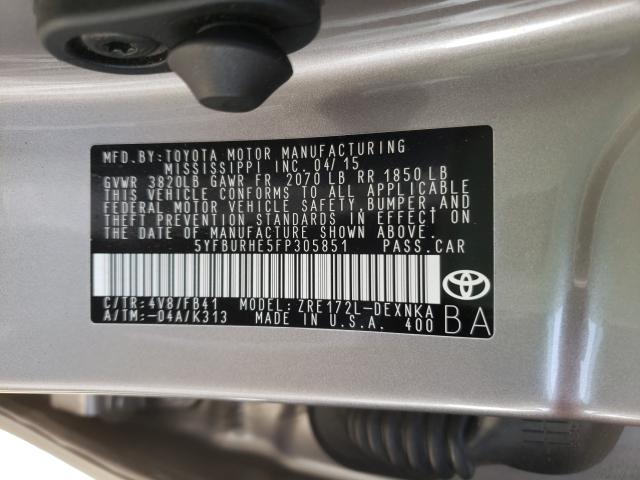 MFD.BY:TOYOTA MOTOR MANUFACTURING
MISSISSIPPI INC. 04/15
GVWR 3820LB GAWR FR 2070 LB RR 1850 LB
THIS VEHICLE CONFORMS TO ALL APPLICABLE
FEDERAL MOTOR VEHICLE SAFETY,BUMPER AND
THEFT PREVENTION STANDARDS IN EFFECT ON
THE DATE OF MANUFACTURE SHOWN ABOVE.
5YFBURHE5FP305851 PASS.CAR
C/TR:4V8/FB41 MODEL:ZRE172L-DEXNKA
A/TM:-04A/K313 MADE IN U.S.A. 400 BA